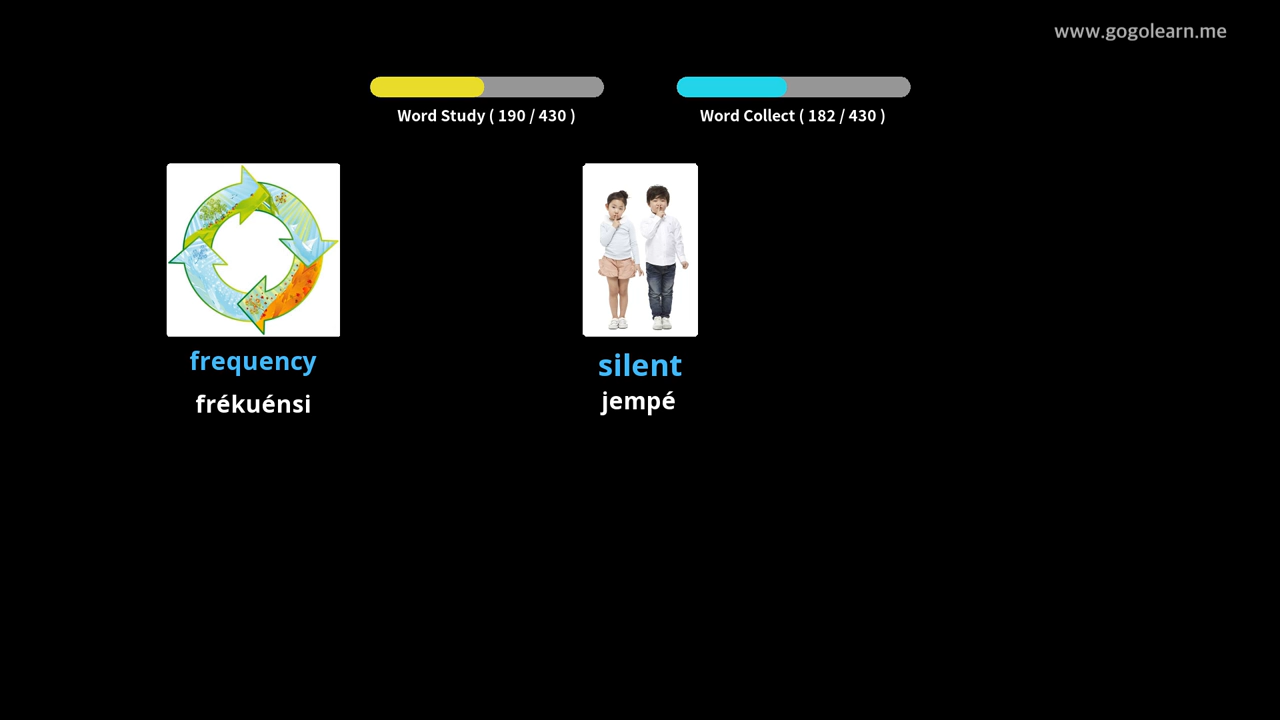 www.gogolearn.me
Word Study ( 190 / 430 )
Word Collect ( 182 / 430 )
frequency
frékuénsi
silent
jempé